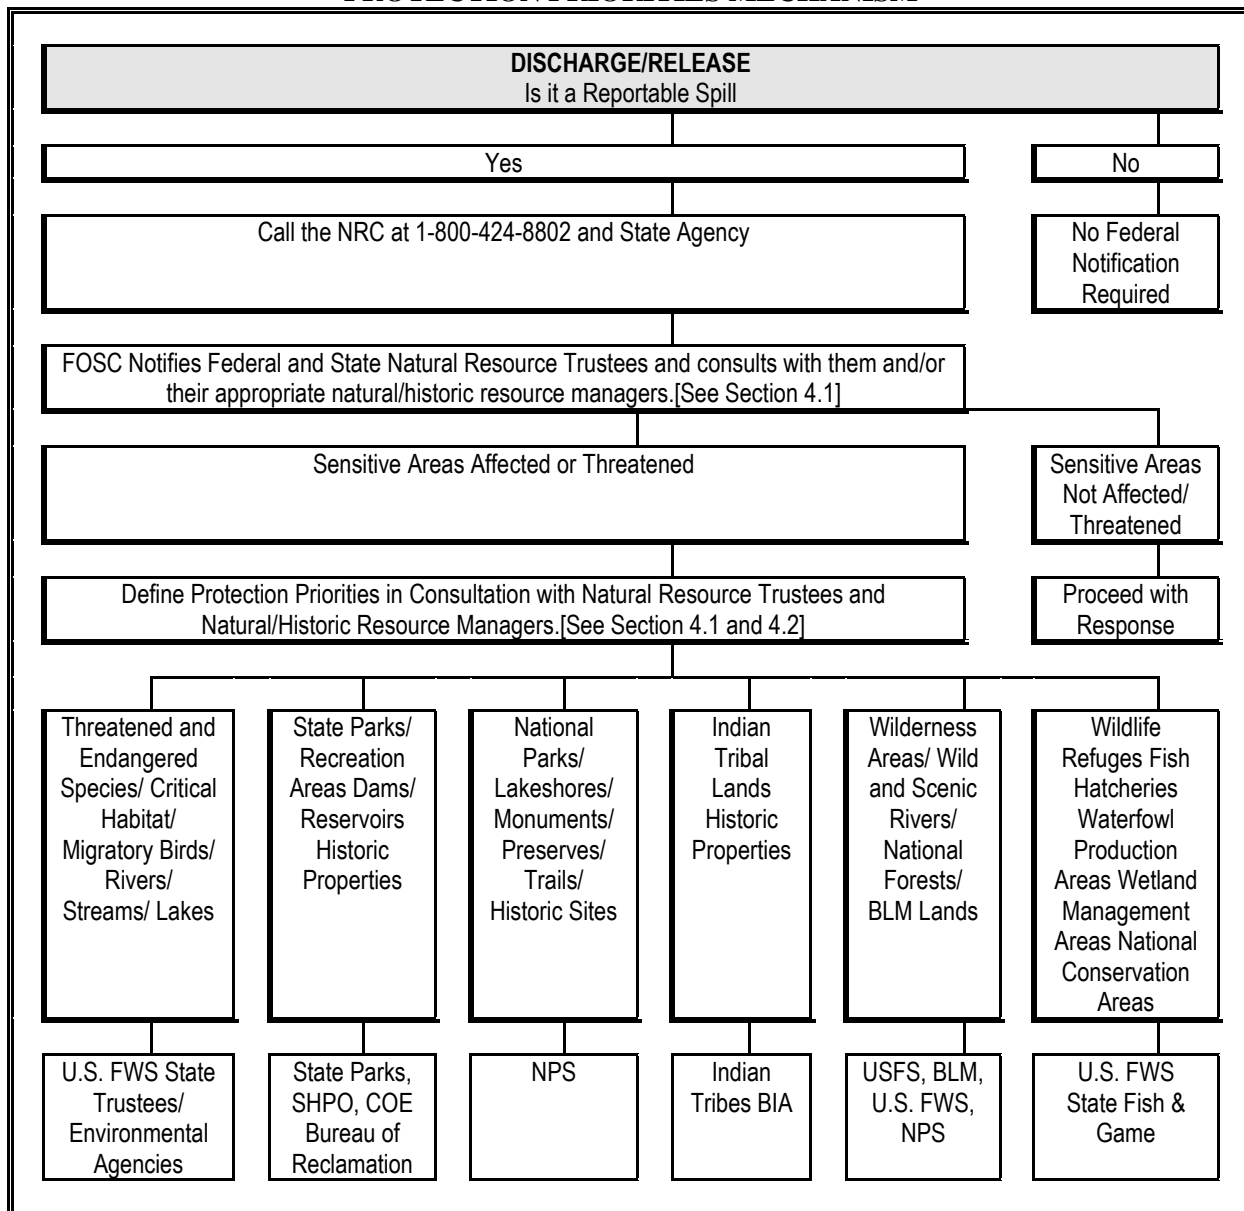 PROTECTION PRIORITIES MECHANISM
DISCHARGE/RELEASE
Is it a Reportable Spill
Yes
No
Call the NRC at 1-800-424-8802 and State Agency
No Federal
Notification
Required
FOSC Notifies Federal and State Natural Resource Trustees and consults with them and/or
their appropriate natural/historic resource managers.[See Section 4.1]
Sensitive Areas Affected or Threatened
Sensitive Areas
Not Affected/
Threatened
Define Protection Priorities in Consultation with Natural Resource Trustees and
Natural/Historic Resource Managers.[See Section 4.1 and 4.2]
Proceed with
Response
Threatened and
Endangered
Species/ Critical
Habitat/
Migratory Birds/
Rivers/
Streams/ Lakes
State Parks/
Recreation
Areas Dams/
Reservoirs
Historic
Properties
National
Parks/
Lakeshores/
Monuments/
Preserves/
Trails/
Historic Sites
Indian
Tribal
Lands
Historic
Properties
Wilderness
Areas/ Wild
and Scenic
Rivers/
National
Forests/
BLM Lands
Wildlife
Refuges Fish
Hatcheries
Waterfowl
Production
Areas Wetland
Management
Areas National
Conservation
Areas
U.S. FWS State
Trustees/
Environmental
Agencies
State Parks,
SHPO, COE
Bureau of
Reclamation
NPS
Indian
Tribes BIA
USFS, BLM,
U.S. FWS,
NPS
U.S. FWS
State Fish &
Game